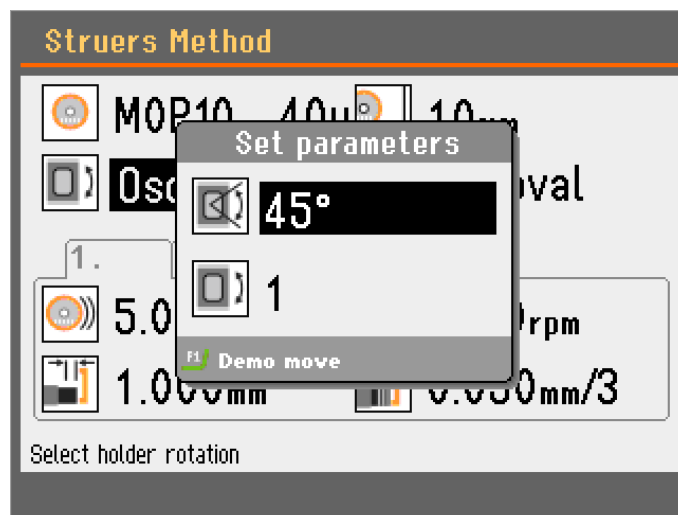 Struers Method
MOP10
Set parameters
45°
1.
1
5.0
rpm
F1 Demo move
mm/3
Select holder rotation